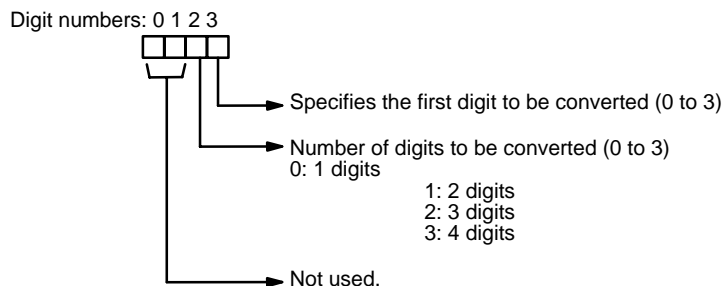 Digit numbers: 0 1 2 3
Specifies the first digit to be converted (0 to 3)
Number of digits to be converted (0 to 3)
0: 1 digits
1: 2 digits
2: 3 digits
3: 4 digits
Not used.